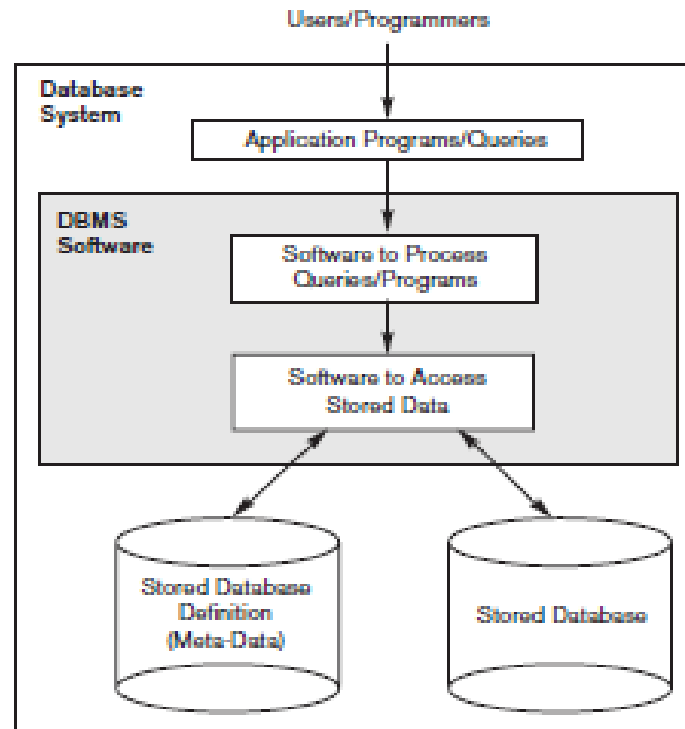 Users/Programmers
Database
System
Application Programs/Queries
DBMS
Software
Software to Process
Queries/Programs
Software to Access
Stored Data
Stored Database
Definition
(Meta-Data)
Stored Database